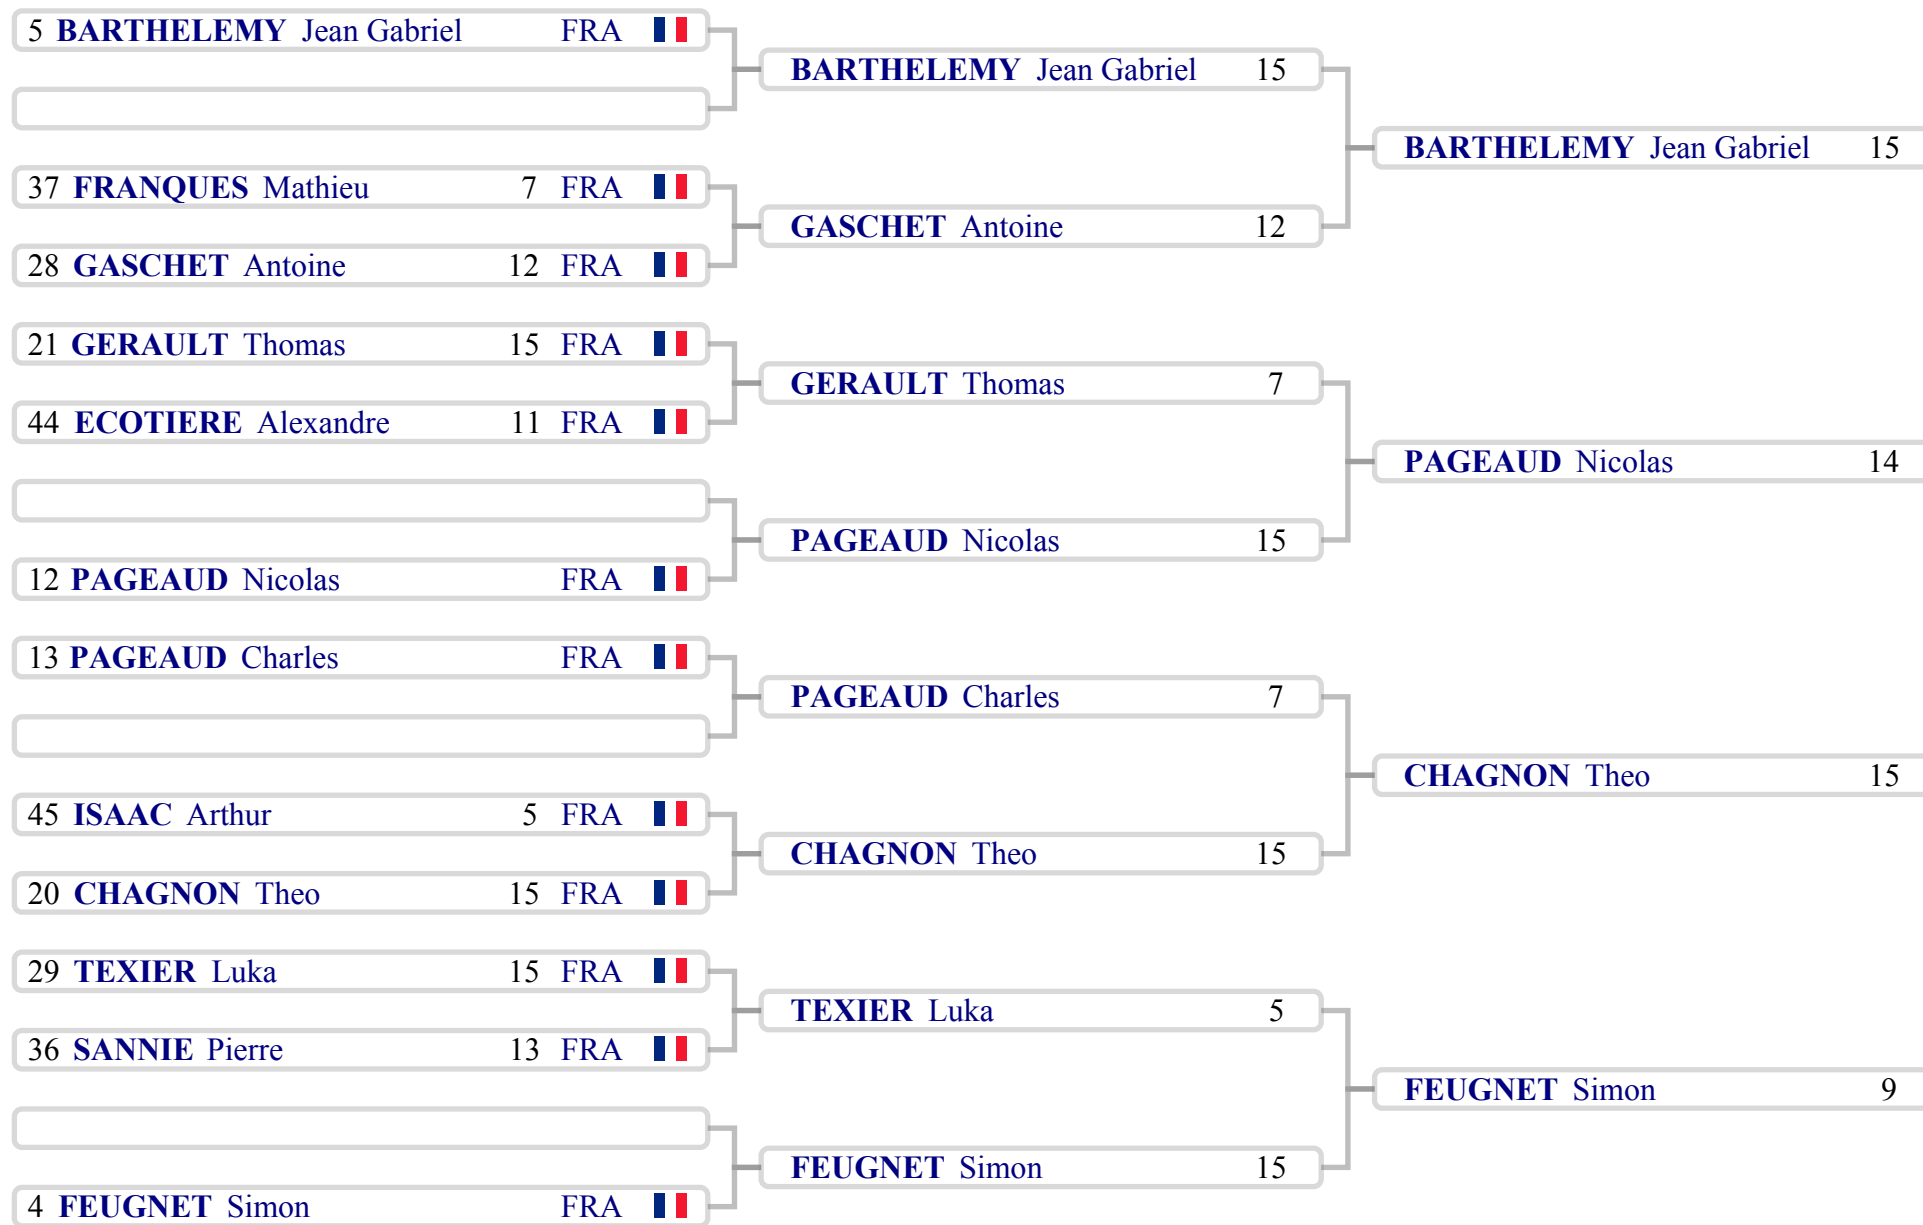 5 BARTHELEMY Jean Gabriel FRA
BARTHELEMY Jean Gabriel 15
BARTHELEMY Jean Gabriel 15
37 FRANQUES Mathieu 7 FRA
GASCHET Antoine 12
28 GASCHET Antoine 12 FRA
21 GERAULT Thomas 15 FRA
GERAULT Thomas 7
44 ECOTIERE Alexandre 11 FRA
PAGEAUD Nicolas 14
PAGEAUD Nicolas 15
12 PAGEAUD Nicolas FRA
13 PAGEAUD Charles FRA
PAGEAUD Charles 7
CHAGNON Theo 15
45 ISAAC Arthur 5 FRA
CHAGNON Theo 15
20 CHAGNON Theo 15 FRA
29 TEXIER Luka 15 FRA
TEXIER Luka 5
36 SANNIE Pierre 13 FRA
FEUGNET Simon 9
FEUGNET Simon 15
4 FEUGNET Simon FRA